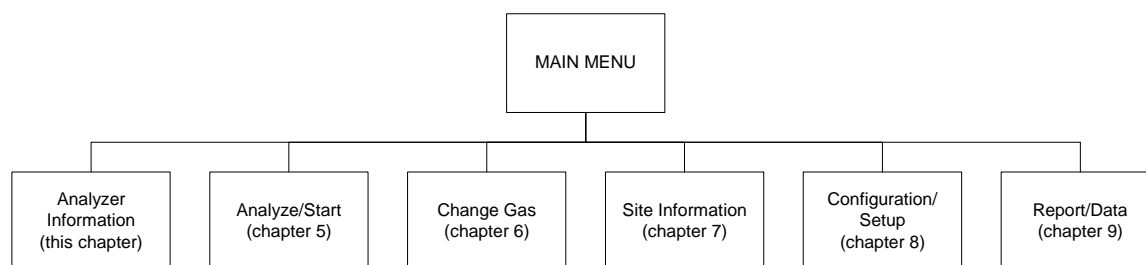 MAIN MENU
Analyzer
Information
(this chapter)
Analyze/Start
(chapter 5)
Change Gas
(chapter 6)
Site Information
(chapter 7)
Configuration/
Setup
(chapter 8)
Report/Data
(chapter 9)